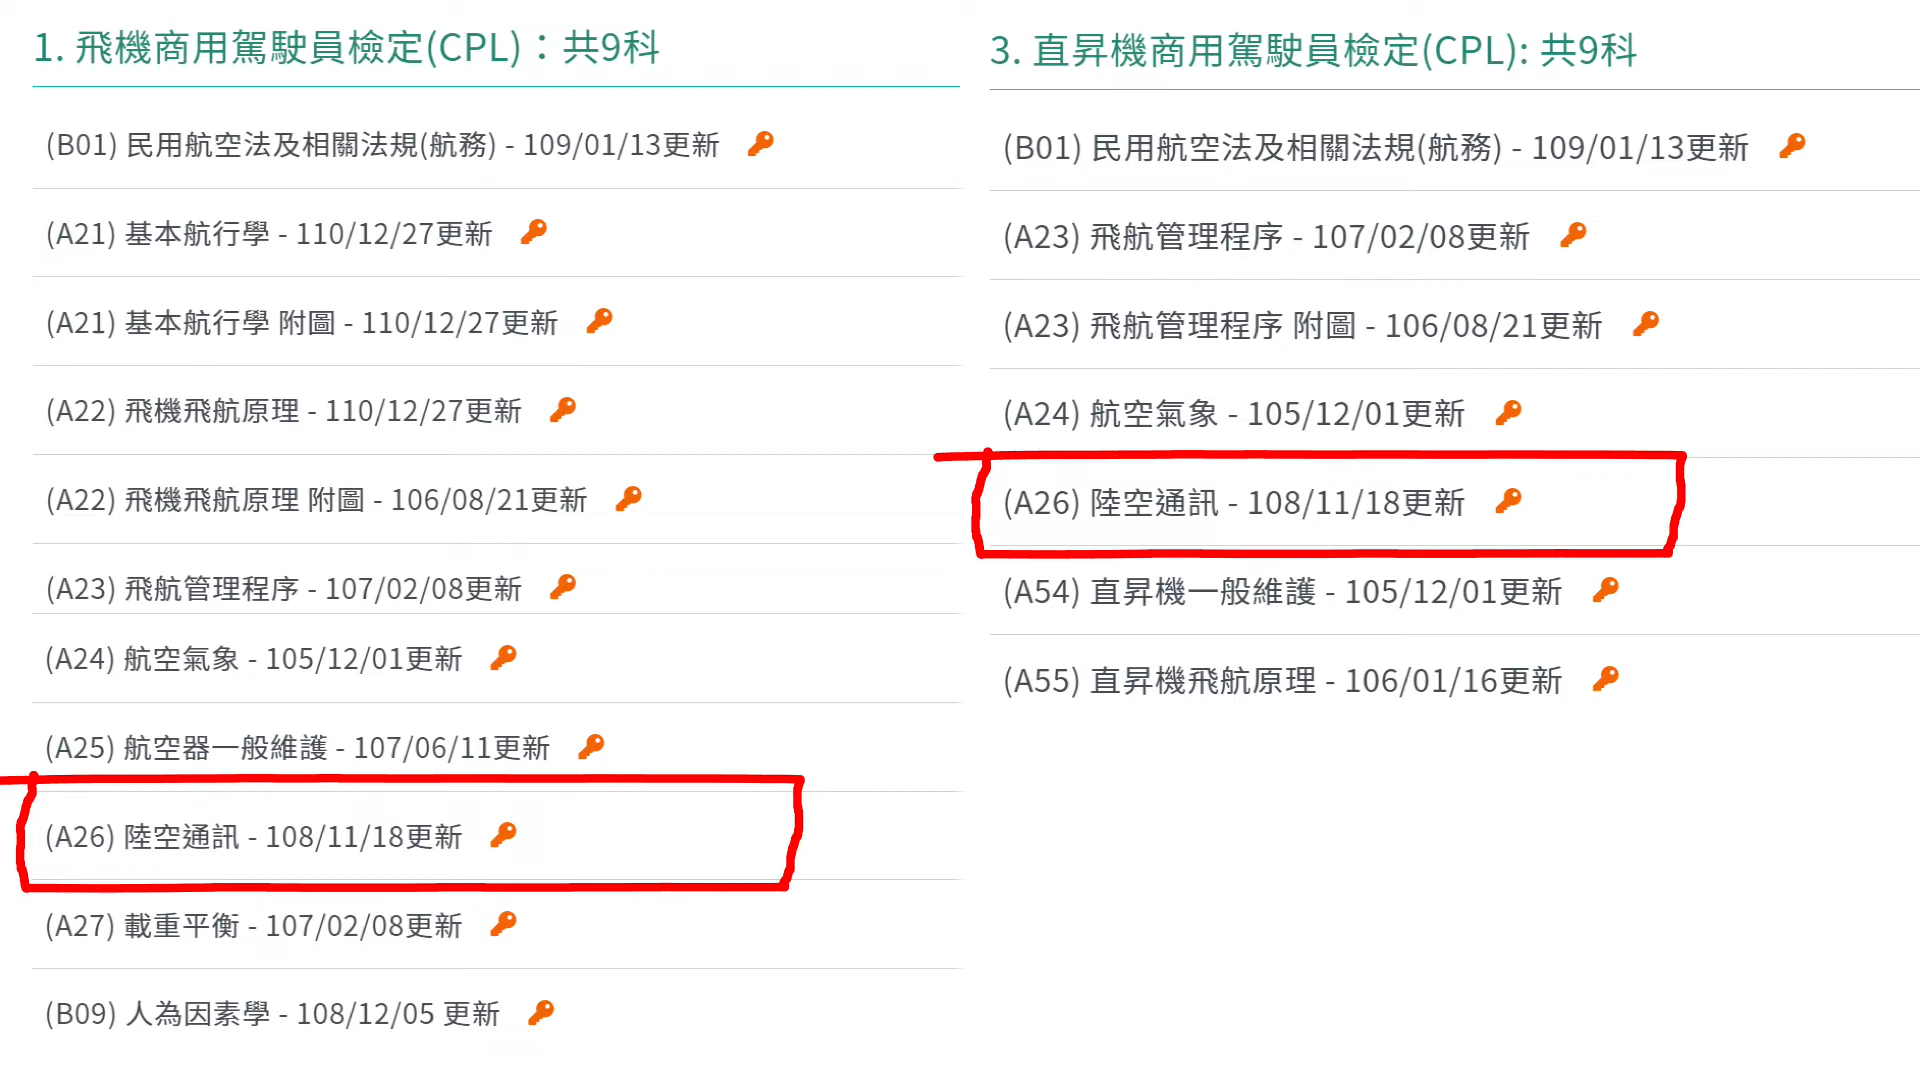 1. 飛機商用駕駛員檢定(CPL)：共9科
(B01) 民用航空法及相關法規(航務) - 109/01/13更新
(A21) 基本航行學 - 110/12/27更新
(A21) 基本航行學 附圖 - 110/12/27更新
(A22) 飛機飛航原理 - 110/12/27更新
(A22) 飛機飛航原理 附圖 - 106/08/21更新
(A23) 飛航管理程序 - 107/02/08更新
(A24) 航空氣象 - 105/12/01更新
(A25) 航空器一般維護 - 107/06/11更新
(A26) 陸空通訊 - 108/11/18更新
(A27) 載重平衡 - 107/02/08更新
(B09) 人為因素學 - 108/12/05 更新
3. 直昇機商用駕駛員檢定(CPL): 共9科
(B01) 民用航空法及相關法規(航務) - 109/01/13更新
(A23) 飛航管理程序 - 107/02/08更新
(A23) 飛航管理程序 附圖 - 106/08/21更新
(A24) 航空氣象 - 105/12/01更新
(A26) 陸空通訊 - 108/11/18更新
(A54) 直昇機一般維護 - 105/12/01更新
(A55) 直昇機飛航原理 - 106/01/16更新